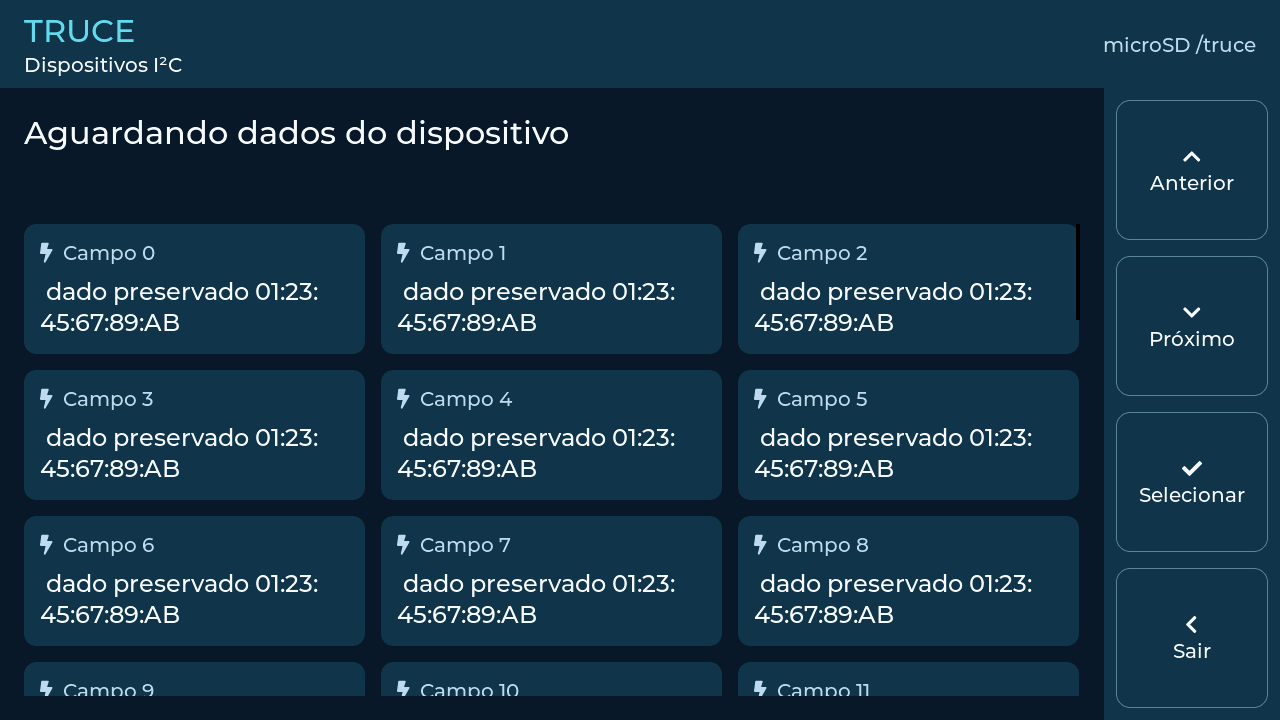 TRUCE
Dispositivos I²C
microSD /truce
Aguardando dados do dispositivo
Campo 0
dado preservado 01:23:
45:67:89:AB
Campo 1
dado preservado 01:23:
45:67:89:AB
Campo 2
dado preservado 01:23:
45:67:89:AB
Campo 3
dado preservado 01:23:
45:67:89:AB
Campo 4
dado preservado 01:23:
45:67:89:AB
Campo 5
dado preservado 01:23:
45:67:89:AB
Campo 6
dado preservado 01:23:
45:67:89:AB
Campo 7
dado preservado 01:23:
45:67:89:AB
Campo 8
dado preservado 01:23:
45:67:89:AB
Campo 9
Campo 10
Campo 11
Anterior
Próximo
Selecionar
Sair